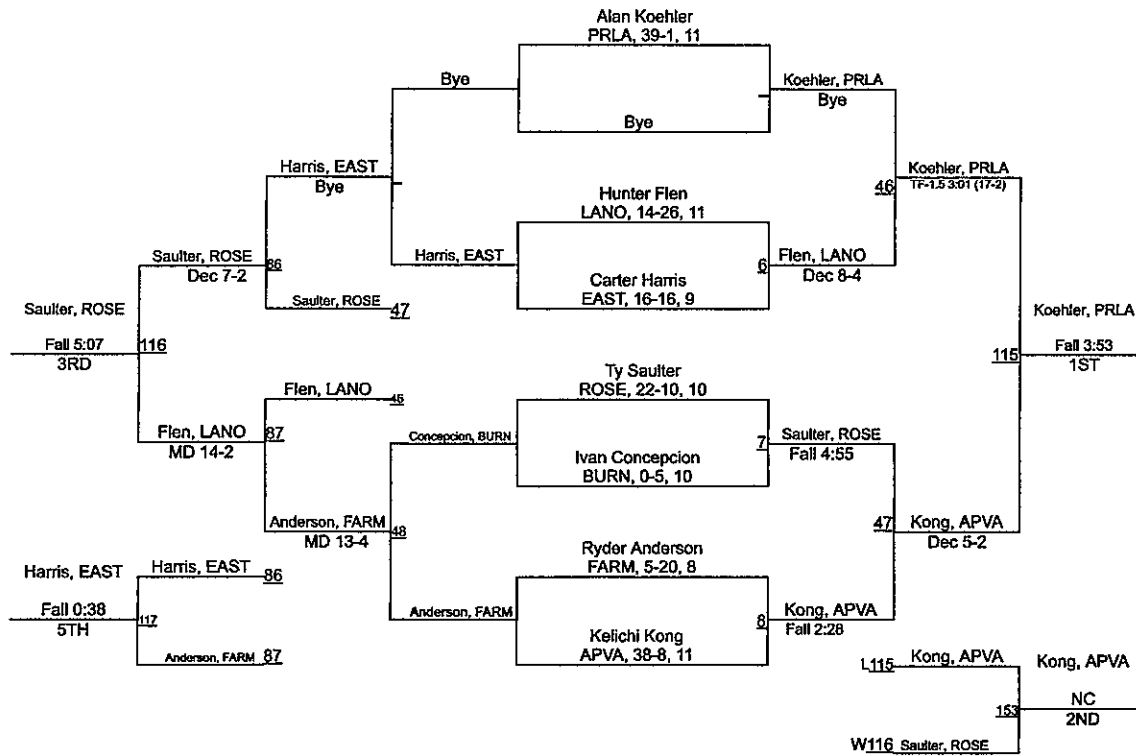 Alan Koehler
PRLA, 39-1, 11
Bye
Koehler, PRLA
Bye
Bye
Harris, EAST
Bye
Koehler, PRLA
TF-1.5 3:01 (17-2)
46
Hunter Flen
LANO, 14-26, 11
Harris, EAST
6
Flen, LANO
Dec 8-4
Carter Harris
EAST, 16-16, 9
Saulter, ROSE
Dec 7-2
86
Saulter, ROSE
47
Saulter, ROSE
Fall 5:07
3RD
116
Koehler, PRLA
Fall 3:53
1ST
115
Ty Saulter
ROSE, 22-10, 10
Flen, LANO
45
Flen, LANO
MD 14-2
87
Concepcion, BURN
7
Saulter, ROSE
Fall 4:55
Ivan Concepcion
BURN, 0-5, 10
Anderson, FARM
MD 13-4
48
47
Kong, APVA
Dec 5-2
Ryder Anderson
FARM, 5-20, 8
Harris, EAST
Fall 0:38
5TH
Harris, EAST
86
117
Anderson, FARM
87
Anderson, FARM
8
Kong, APVA
Fall 2:28
Kelichi Kong
APVA, 38-8, 11
L115
Kong, APVA
Kong, APVA
153
NC
2ND
W116
Saulter, ROSE